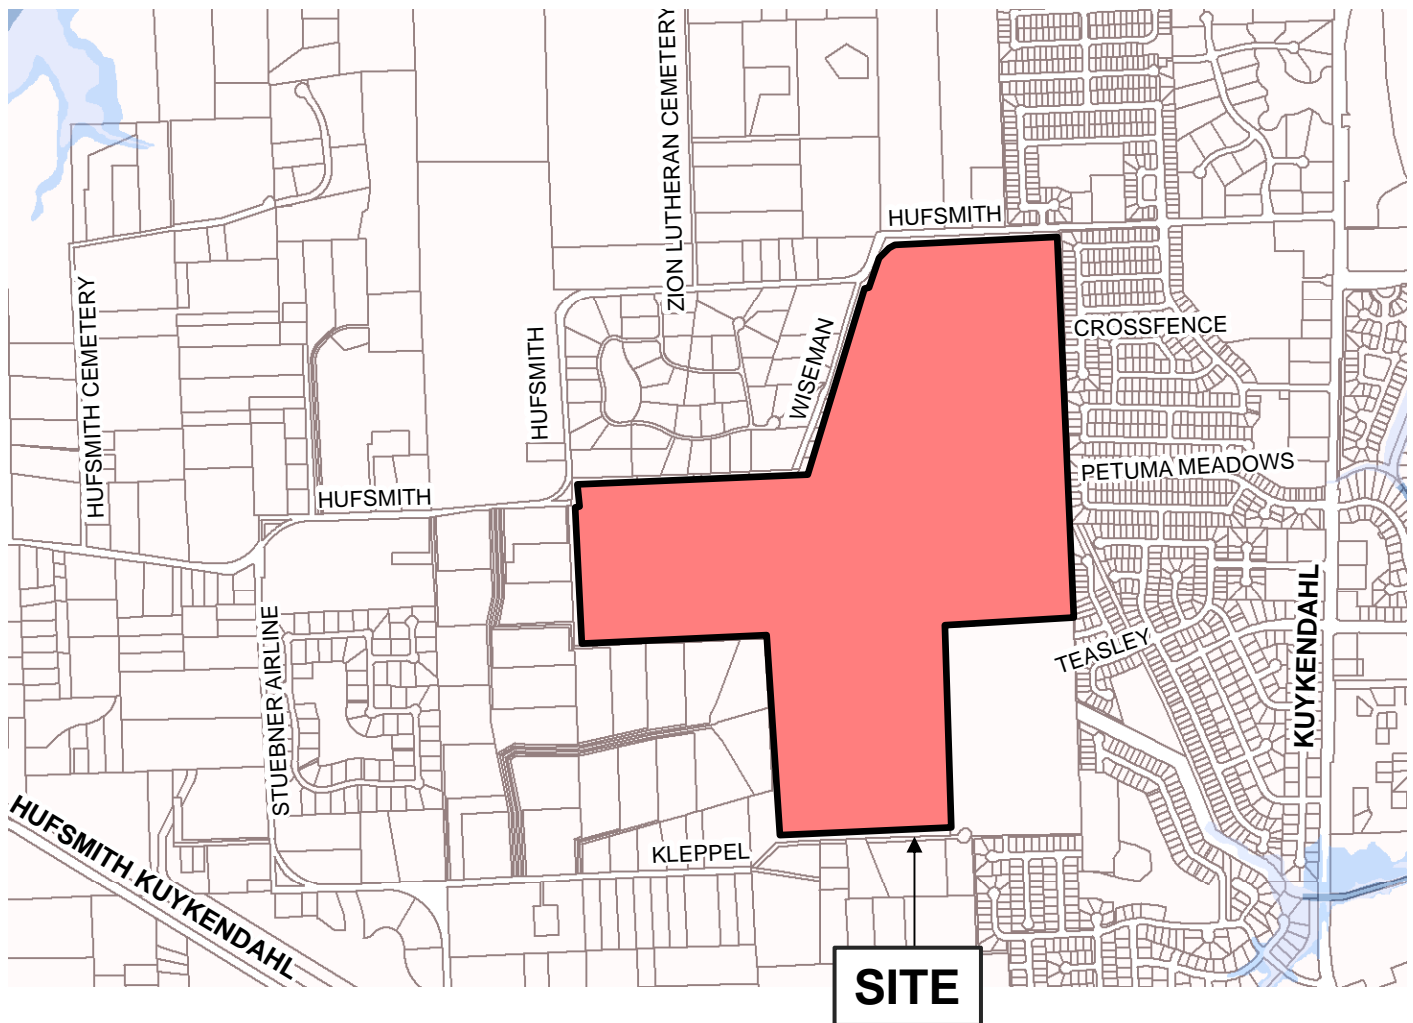 ZION LUTHERAN CEMETERY
HUFSMITH
HUFSMITH CEMETERY
HUFSMITH
WISEMAN
CROSSFENCE
PETUMA MEADOWS
HUFSMITH
KUYKENDAHL
STUEBNER AIRLINE
TEASLEY
HUFSMITH KUYKENDAHL
KLEPPEL
SITE